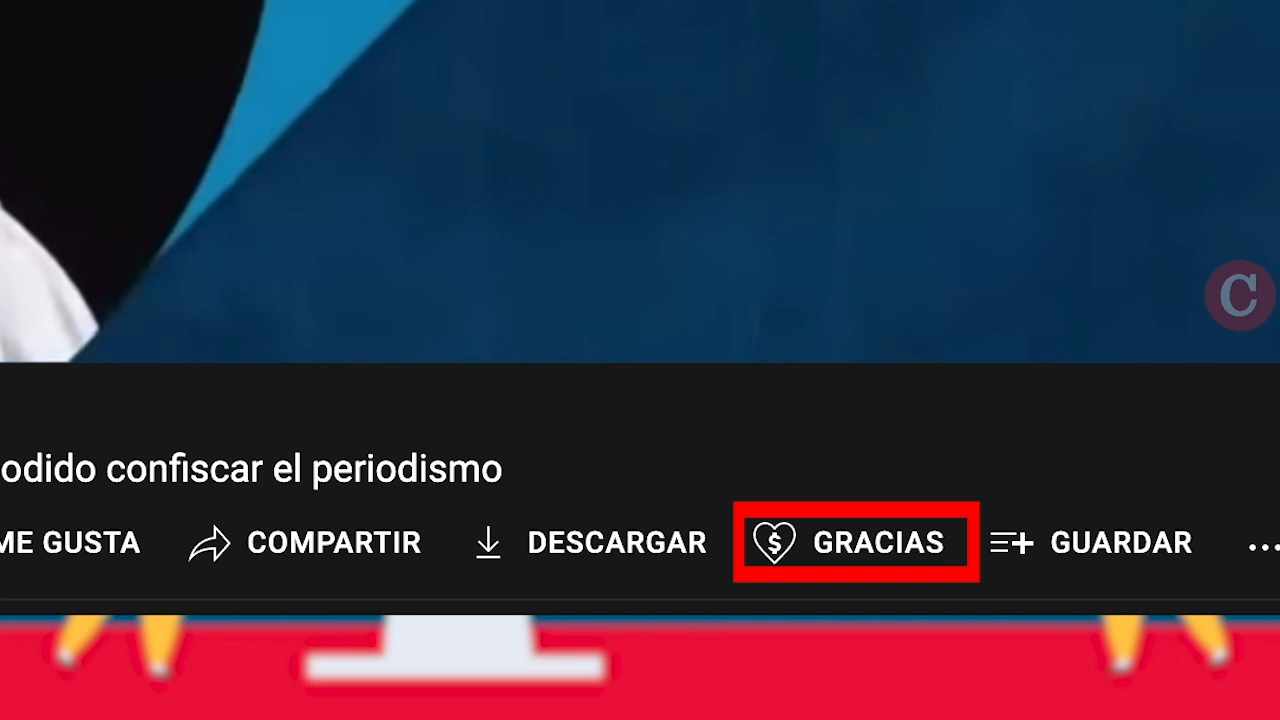 C
odido confiscar el periodismo
ME GUSTA COMPARTIR DESCARGAR $ GRACIAS GUARDAR ...